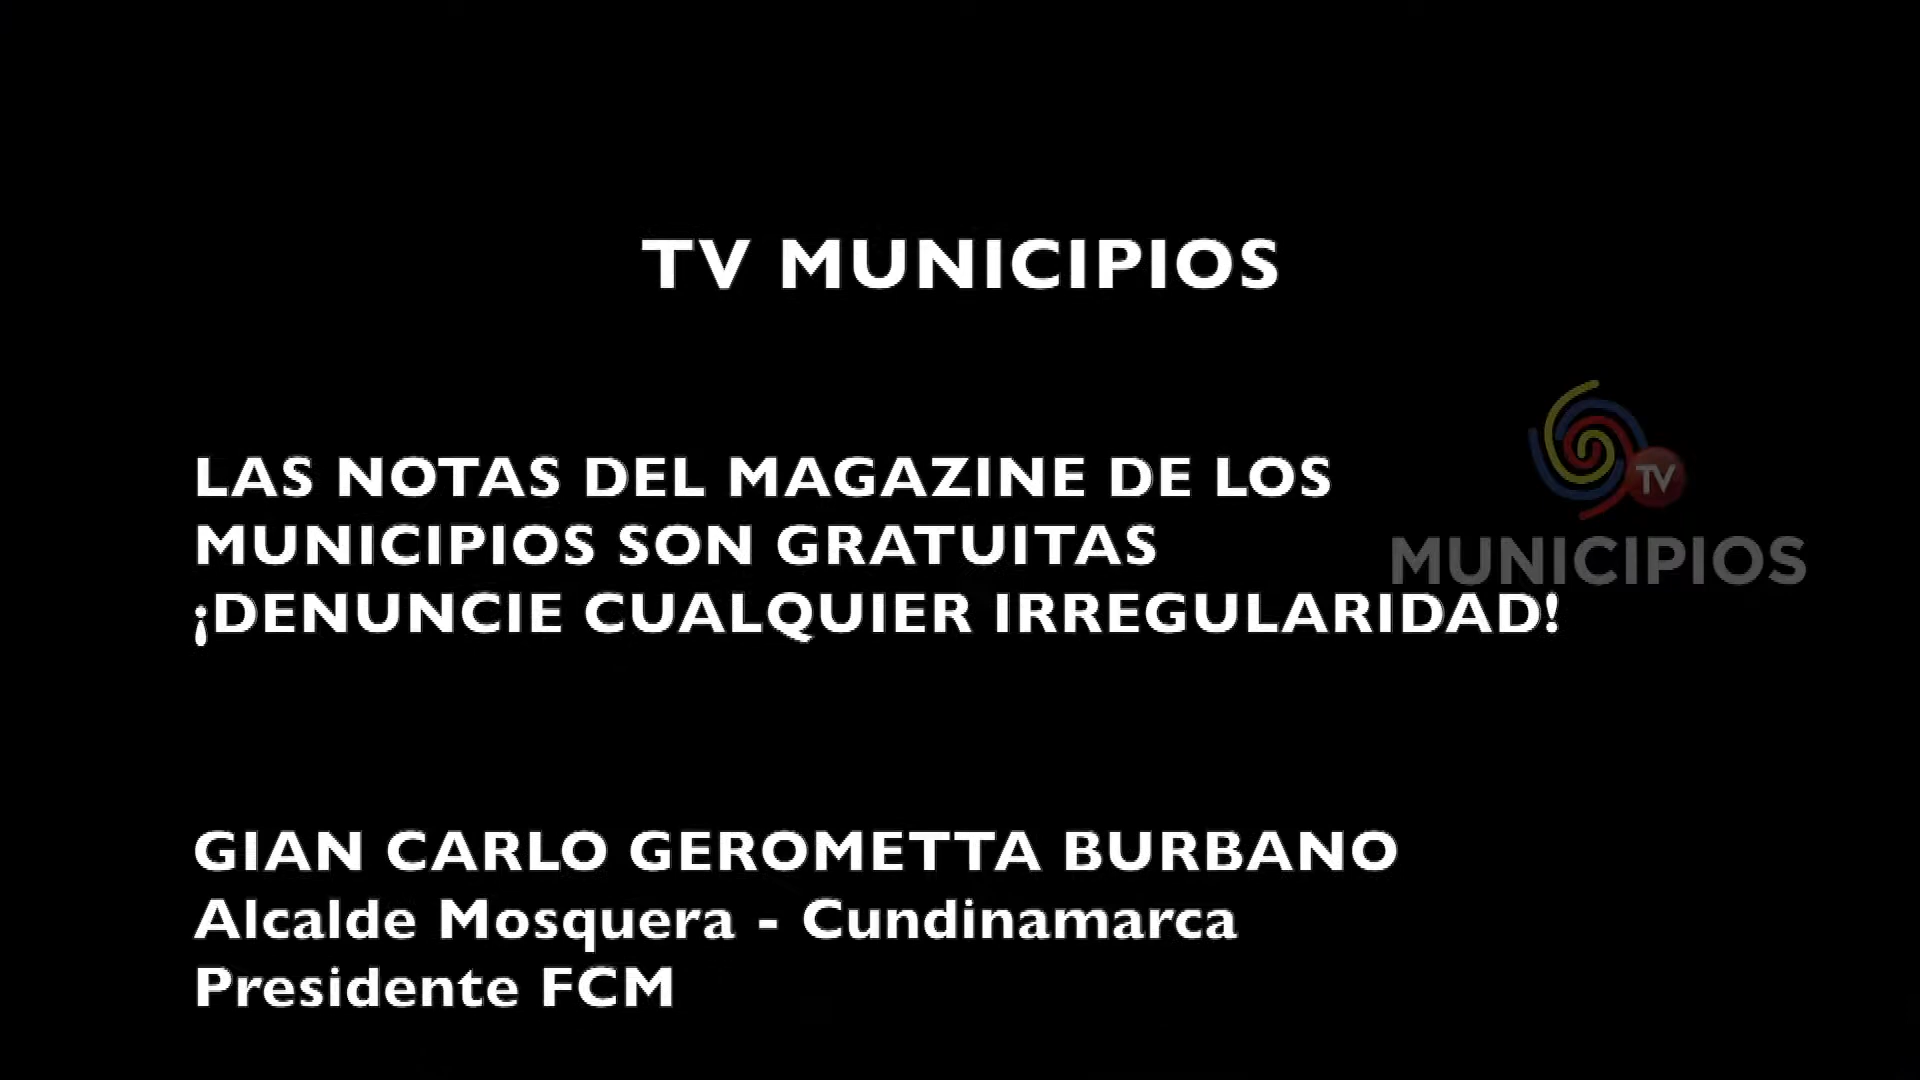 TV MUNICIPIOS
LAS NOTAS DEL MAGAZINE DE LOS
MUNICIPIOS SON GRATUITAS
¡DENUNCIE CUALQUIER IRREGULARIDAD!
TV
MUNICIPIOS
GIAN CARLO GEROMETTA BURBANO
Alcalde Mosquera - Cundinamarca
Presidente FCM